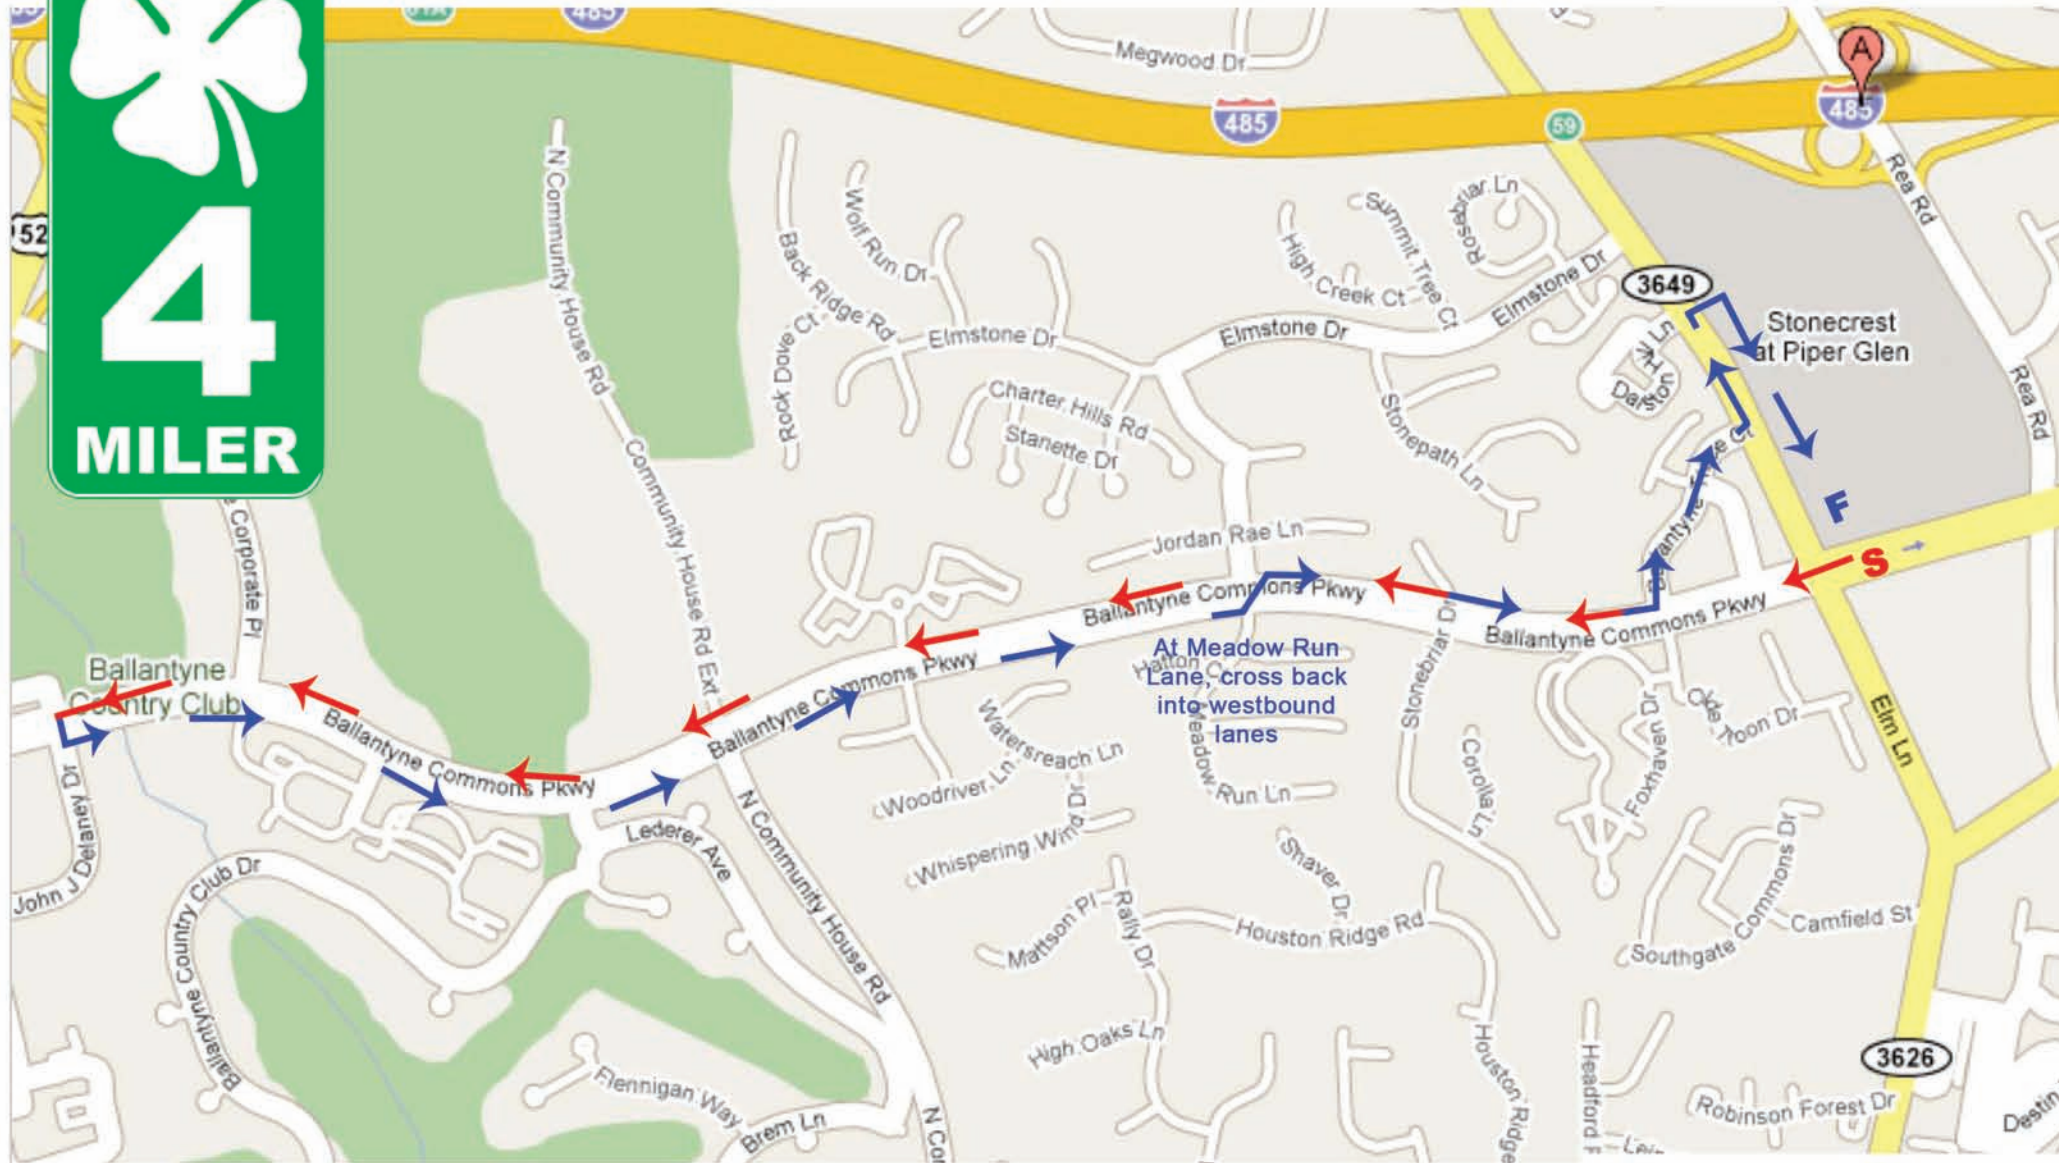 485
Megwood Dr
A
485
485
59
4
MILER
52
N Community House Rd
Wolf Run Dr
Back Ridge Rd
Rock Dove Ct
Elmstone Dr
Elmstone Dr
Elmstone Dr
High Creek Ct
Summit Tree Ct
Rosebriar Ln
3649
Rea Rd
Stonecrest
at Piper Glen
Rea Rd
Charter Hills Rd
Stanette Dr
Stonepath Ln
Community House Rd Ext
Jordan Rae Ln
Corporate Pl
F
S
Ballantyne Commons Pkwy
Ballantyne Commons Pkwy
Ballantyne Commons Pkwy
Ballantyne Commons Pkwy
Ballantyne Commons Pkwy
Ballantyne
Country Club
At Meadow Run
Lane, cross back
into westbound
lanes
Meadow Run Ln
Stonebriar Dr
Foxhaven Dr
Elm Ln
Watersreach Ln
Woodriver Ln
Whispering Wind Dr
Corolla Ln
John J Delaney Dr
Lederer Ave
N Community House Rd
Ballantyne Country Club Dr
Ballantyne
Shaver Dr
Mattson Pl
Rally Dr
Houston Ridge Rd
Southgate Commons Dr
Camfield St
High Oaks Ln
Houston Ridge
Headford
3626
Robinson Forest Dr
Flennigan Way
Brem Ln